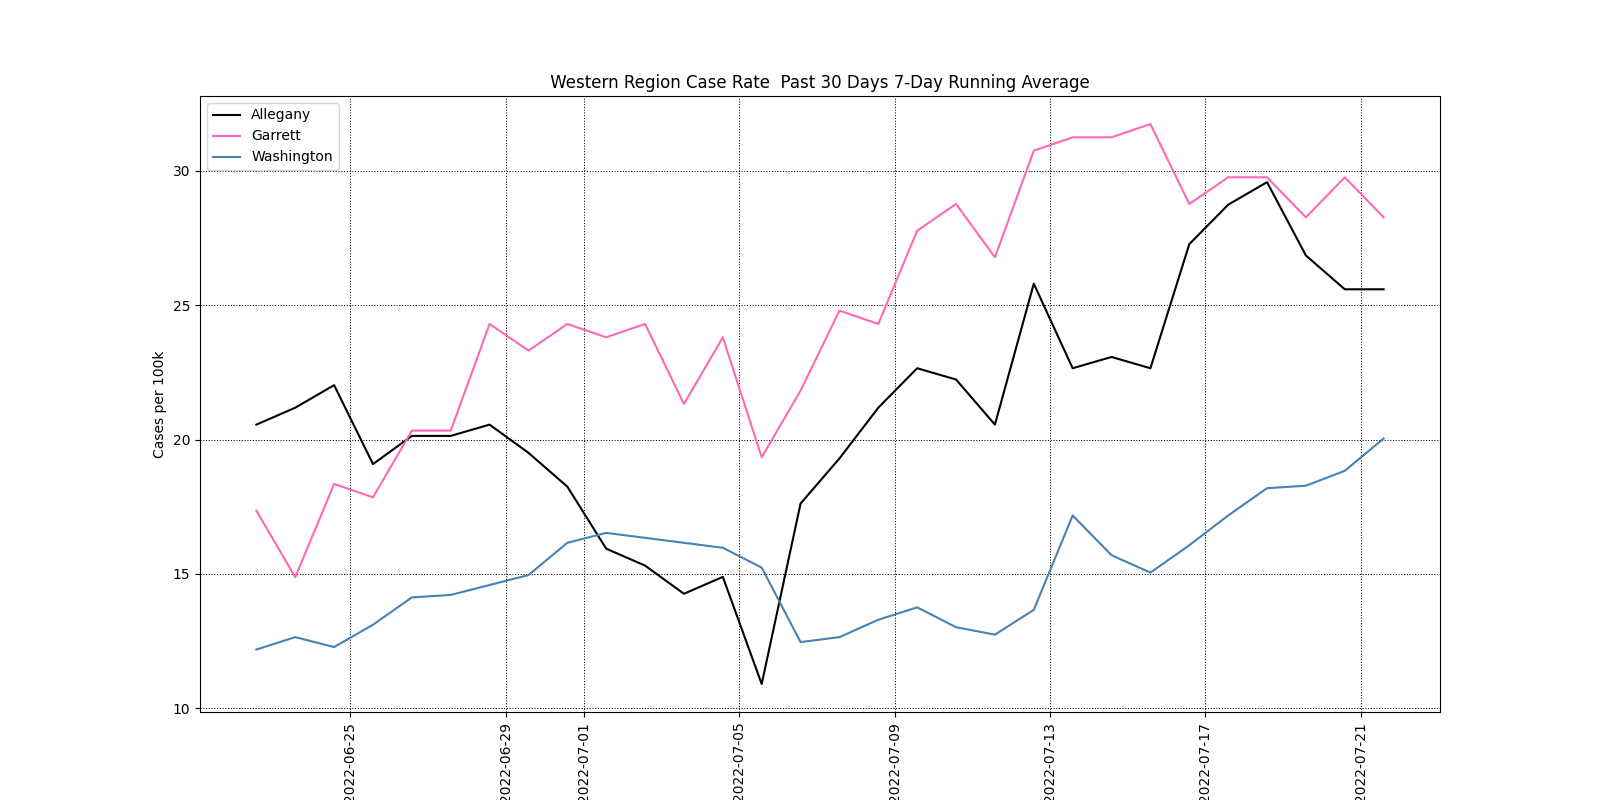 Western Region Case Rate  Past 30 Days 7-Day Running Average
Allegany
Garrett
Washington
Cases per 100k
30
25
20
15
10
2022-06-25
2022-06-29
2022-07-01
2022-07-05
2022-07-09
2022-07-13
2022-07-17
2022-07-21